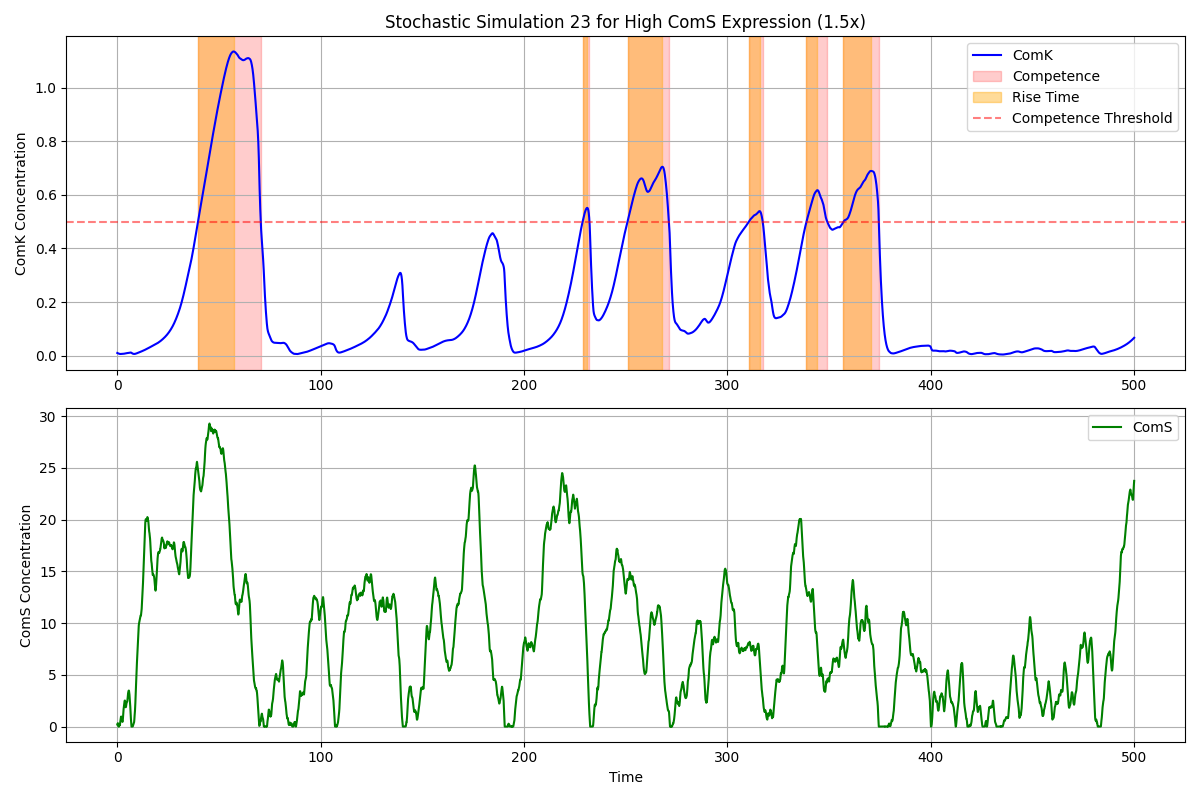 Stochastic Simulation 23 for High ComS Expression (1.5x)
ComK Concentration
1.0
0.8
0.6
0.4
0.2
0.0
ComK
Competence
Rise Time
Competence Threshold
0 100 200 300 400 500
ComS Concentration
30
25
20
15
10
5
0
ComS
0 100 200 300 400 500
Time